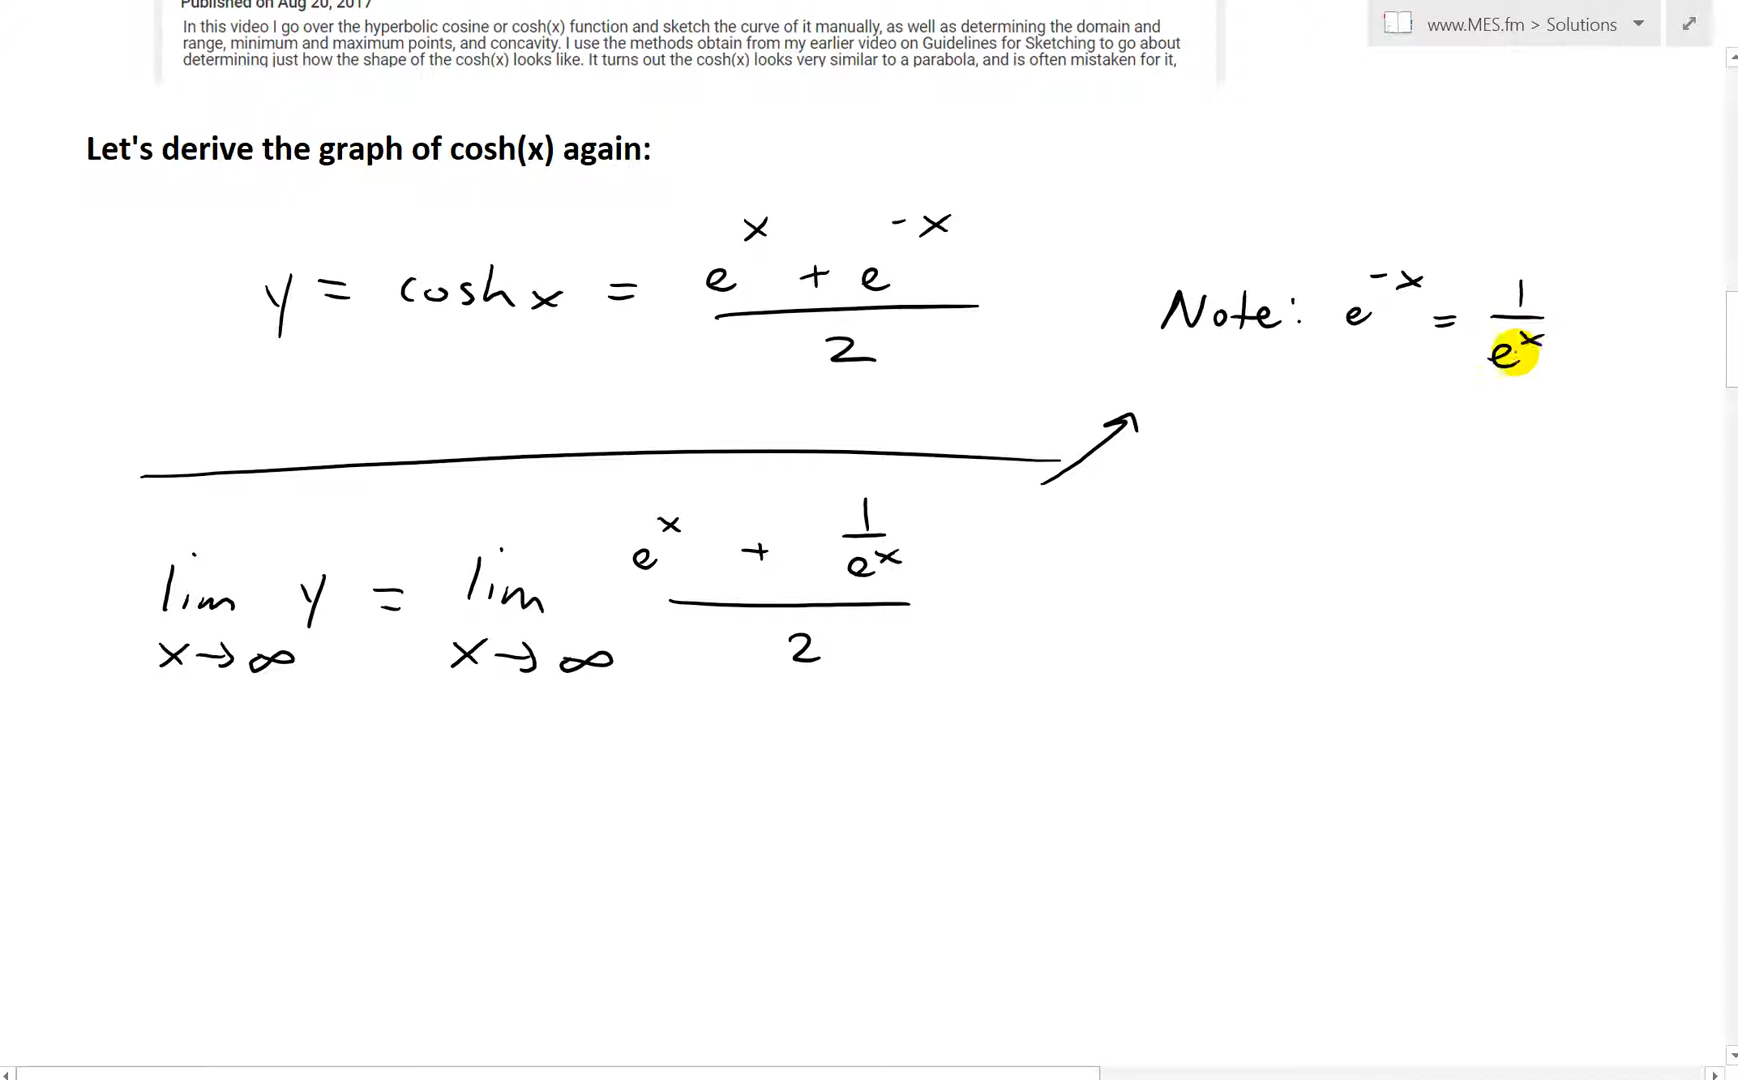 Published on Aug 20, 2017
In this video I go over the hyperbolic cosine or cosh(x) function and sketch the curve of it manually, as well as determining the domain and
range, minimum and maximum points, and concavity. I use the methods obtain from my earlier video on Guidelines for Sketching to go about
determining just how the shape of the cosh(x) looks like. It turns out the cosh(x) looks very similar to a parabola, and is often mistaken for it,
www.MES.fm > Solutions
Let's derive the graph of cosh(x) again:
y = cosh x = (e^x + e^-x)/2
Note: e^-x = 1/e^x
lim x→∞ y = lim x→∞ (e^x + 1/e^x)/2